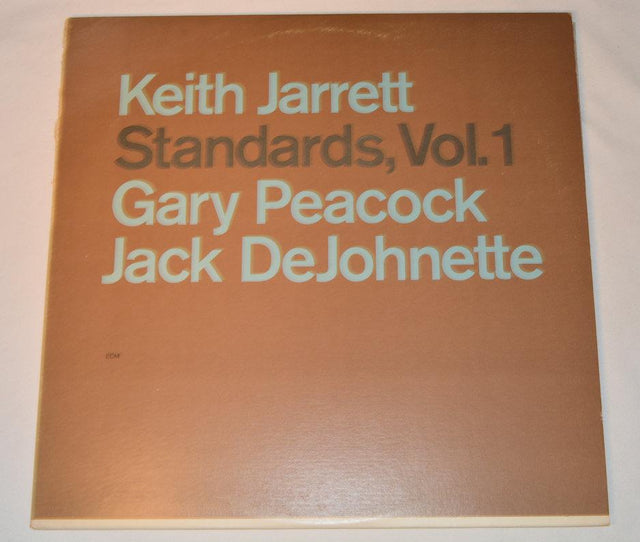 Keith Jarrett
Standards, Vol. 1
Gary Peacock
Jack DeJohnette
ECM